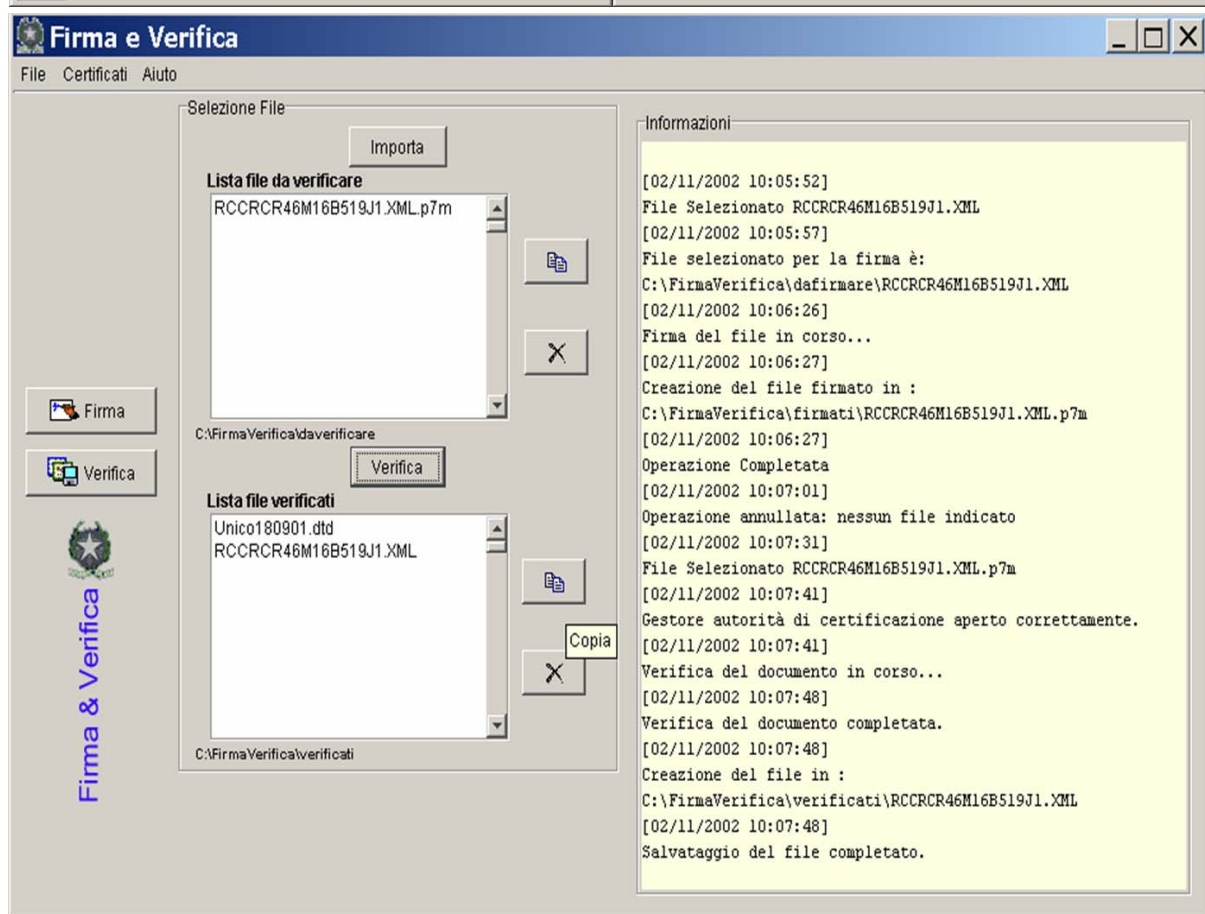 Firma e Verifica
File Certificati Aiuto
Selezione File
Importa
Lista file da verificare
RCCRCR46M16B519J1.XML.p7m
C:\FirmaVerifica\daverificare
Verifica
Lista file verificati
Unico180901.dtd
RCCRCR46M16B519J1.XML
Copia
C:\FirmaVerifica\verificati
Firma
Verifica
Firma & Verifica
Informazioni
[02/11/2002 10:05:52]
File Selezionato RCCRCR46M16B519J1.XML
[02/11/2002 10:05:57]
File selezionato per la firma è:
C:\FirmaVerifica\dafirmare\RCCRCR46M16B519J1.XML
[02/11/2002 10:06:26]
Firma del file in corso...
[02/11/2002 10:06:27]
Creazione del file firmato in :
C:\FirmaVerifica\firmati\RCCRCR46M16B519J1.XML.p7m
[02/11/2002 10:06:27]
Operazione Completata
[02/11/2002 10:07:01]
Operazione annullata: nessun file indicato
[02/11/2002 10:07:31]
File Selezionato RCCRCR46M16B519J1.XML.p7m
[02/11/2002 10:07:41]
Gestore autorità di certificazione aperto correttamente.
[02/11/2002 10:07:41]
Verifica del documento in corso...
[02/11/2002 10:07:48]
Verifica del documento completata.
[02/11/2002 10:07:48]
Creazione del file in :
C:\FirmaVerifica\verificati\RCCRCR46M16B519J1.XML
[02/11/2002 10:07:48]
Salvataggio del file completato.